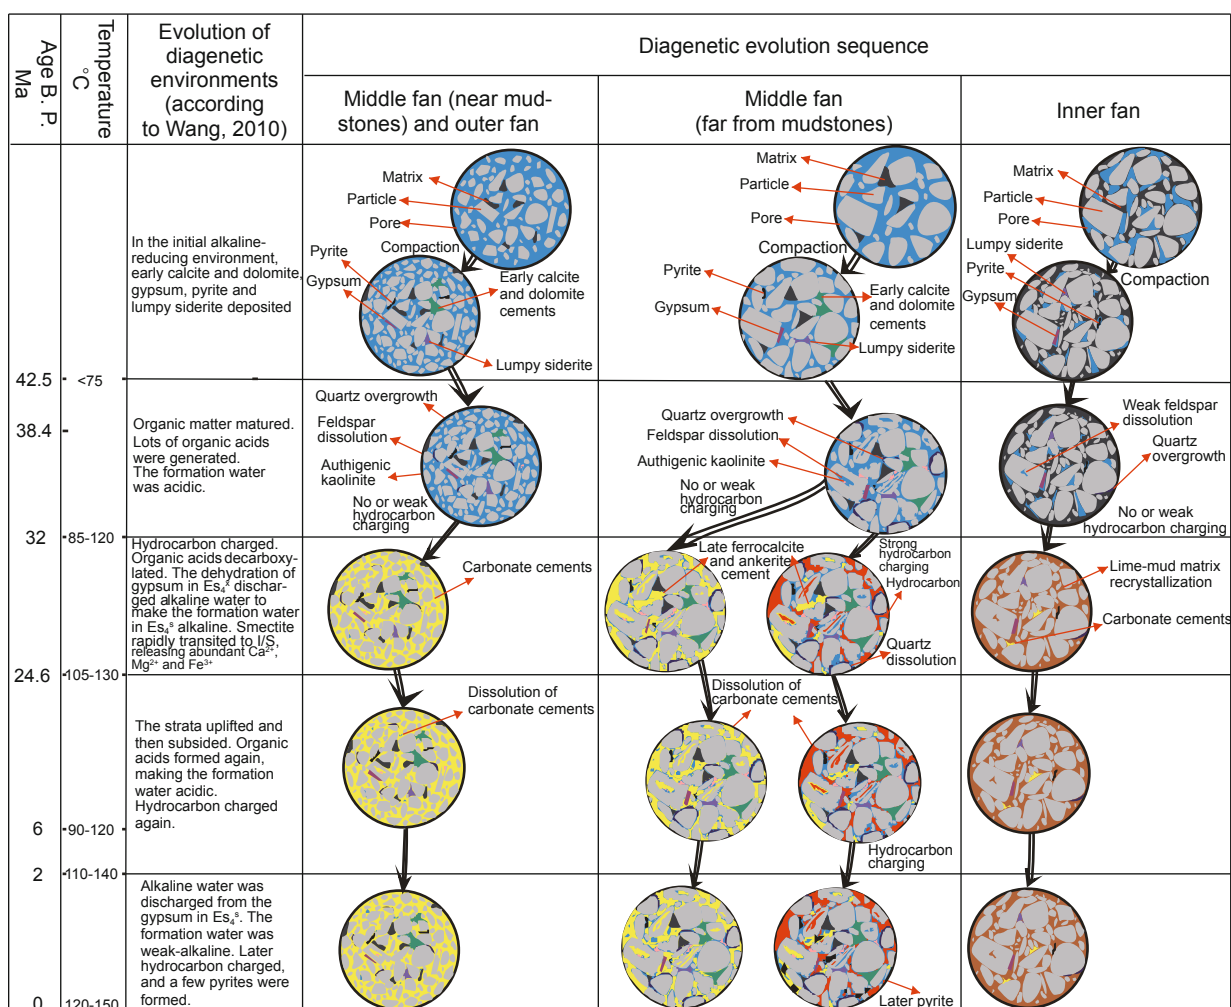 Age B. P.
Ma
Temperature
°C
Evolution of
diagenetic
environments
(according
to Wang, 2010)
Diagenetic evolution sequence
Middle fan (near mud-
stones) and outer fan
Middle fan
(far from mudstones)
Inner fan
In the initial alkaline-
reducing environment,
early calcite and dolomite,
gypsum, pyrite and
lumpy siderite deposited
Matrix
Particle
Pore
Compaction
Pyrite
Gypsum
Early calcite
and dolomite
cements
Lumpy siderite
Matrix
Particle
Pore
Compaction
Pyrite
Gypsum
Early calcite
and dolomite
cements
Lumpy siderite
Matrix
Particle
Pore
Lumpy siderite
Pyrite
Gypsum
Compaction
42.5
<75
38.4
Organic matter matured.
Lots of organic acids
were generated.
The formation water
was acidic.
Quartz overgrowth
Feldspar
dissolution
Authigenic
kaolinite
No or weak
hydrocarbon
charging
Quartz overgrowth
Feldspar dissolution
Authigenic kaolinite
No or weak
hydrocarbon
charging
Weak feldspar
dissolution
Quartz
overgrowth
No or weak
hydrocarbon charging
32
85-120
Hydrocarbon charged.
Organic acids decarboxy-
lated. The dehydration of
gypsum in Es₄ˣ dischar-
ged alkaline water to
make the formation water
in Es₄ˢ alkaline. Smectite
rapidly transited to I/S,
releasing abundant Ca²⁺,
Mg²⁺ and Fe³⁺
Carbonate cements
Late ferrocalcite
and ankerite
cement
Strong
hydrocarbon
charging
Hydrocarbon
Quartz
dissolution
Lime-mud matrix
recrystallization
Carbonate cements
24.6
105-130
The strata uplifted and
then subsided. Organic
acids formed again,
making the formation
water acidic.
Hydrocarbon charged
again.
Dissolution of
carbonate cements
Dissolution of
carbonate cements
6
90-120
Hydrocarbon
charging
2
110-140
Alkaline water was
discharged from the
gypsum in Es₄ˢ. The
formation water was
weak-alkaline. Later
hydrocarbon charged,
and a few pyrites were
formed.
Later pyrite
0
120-150